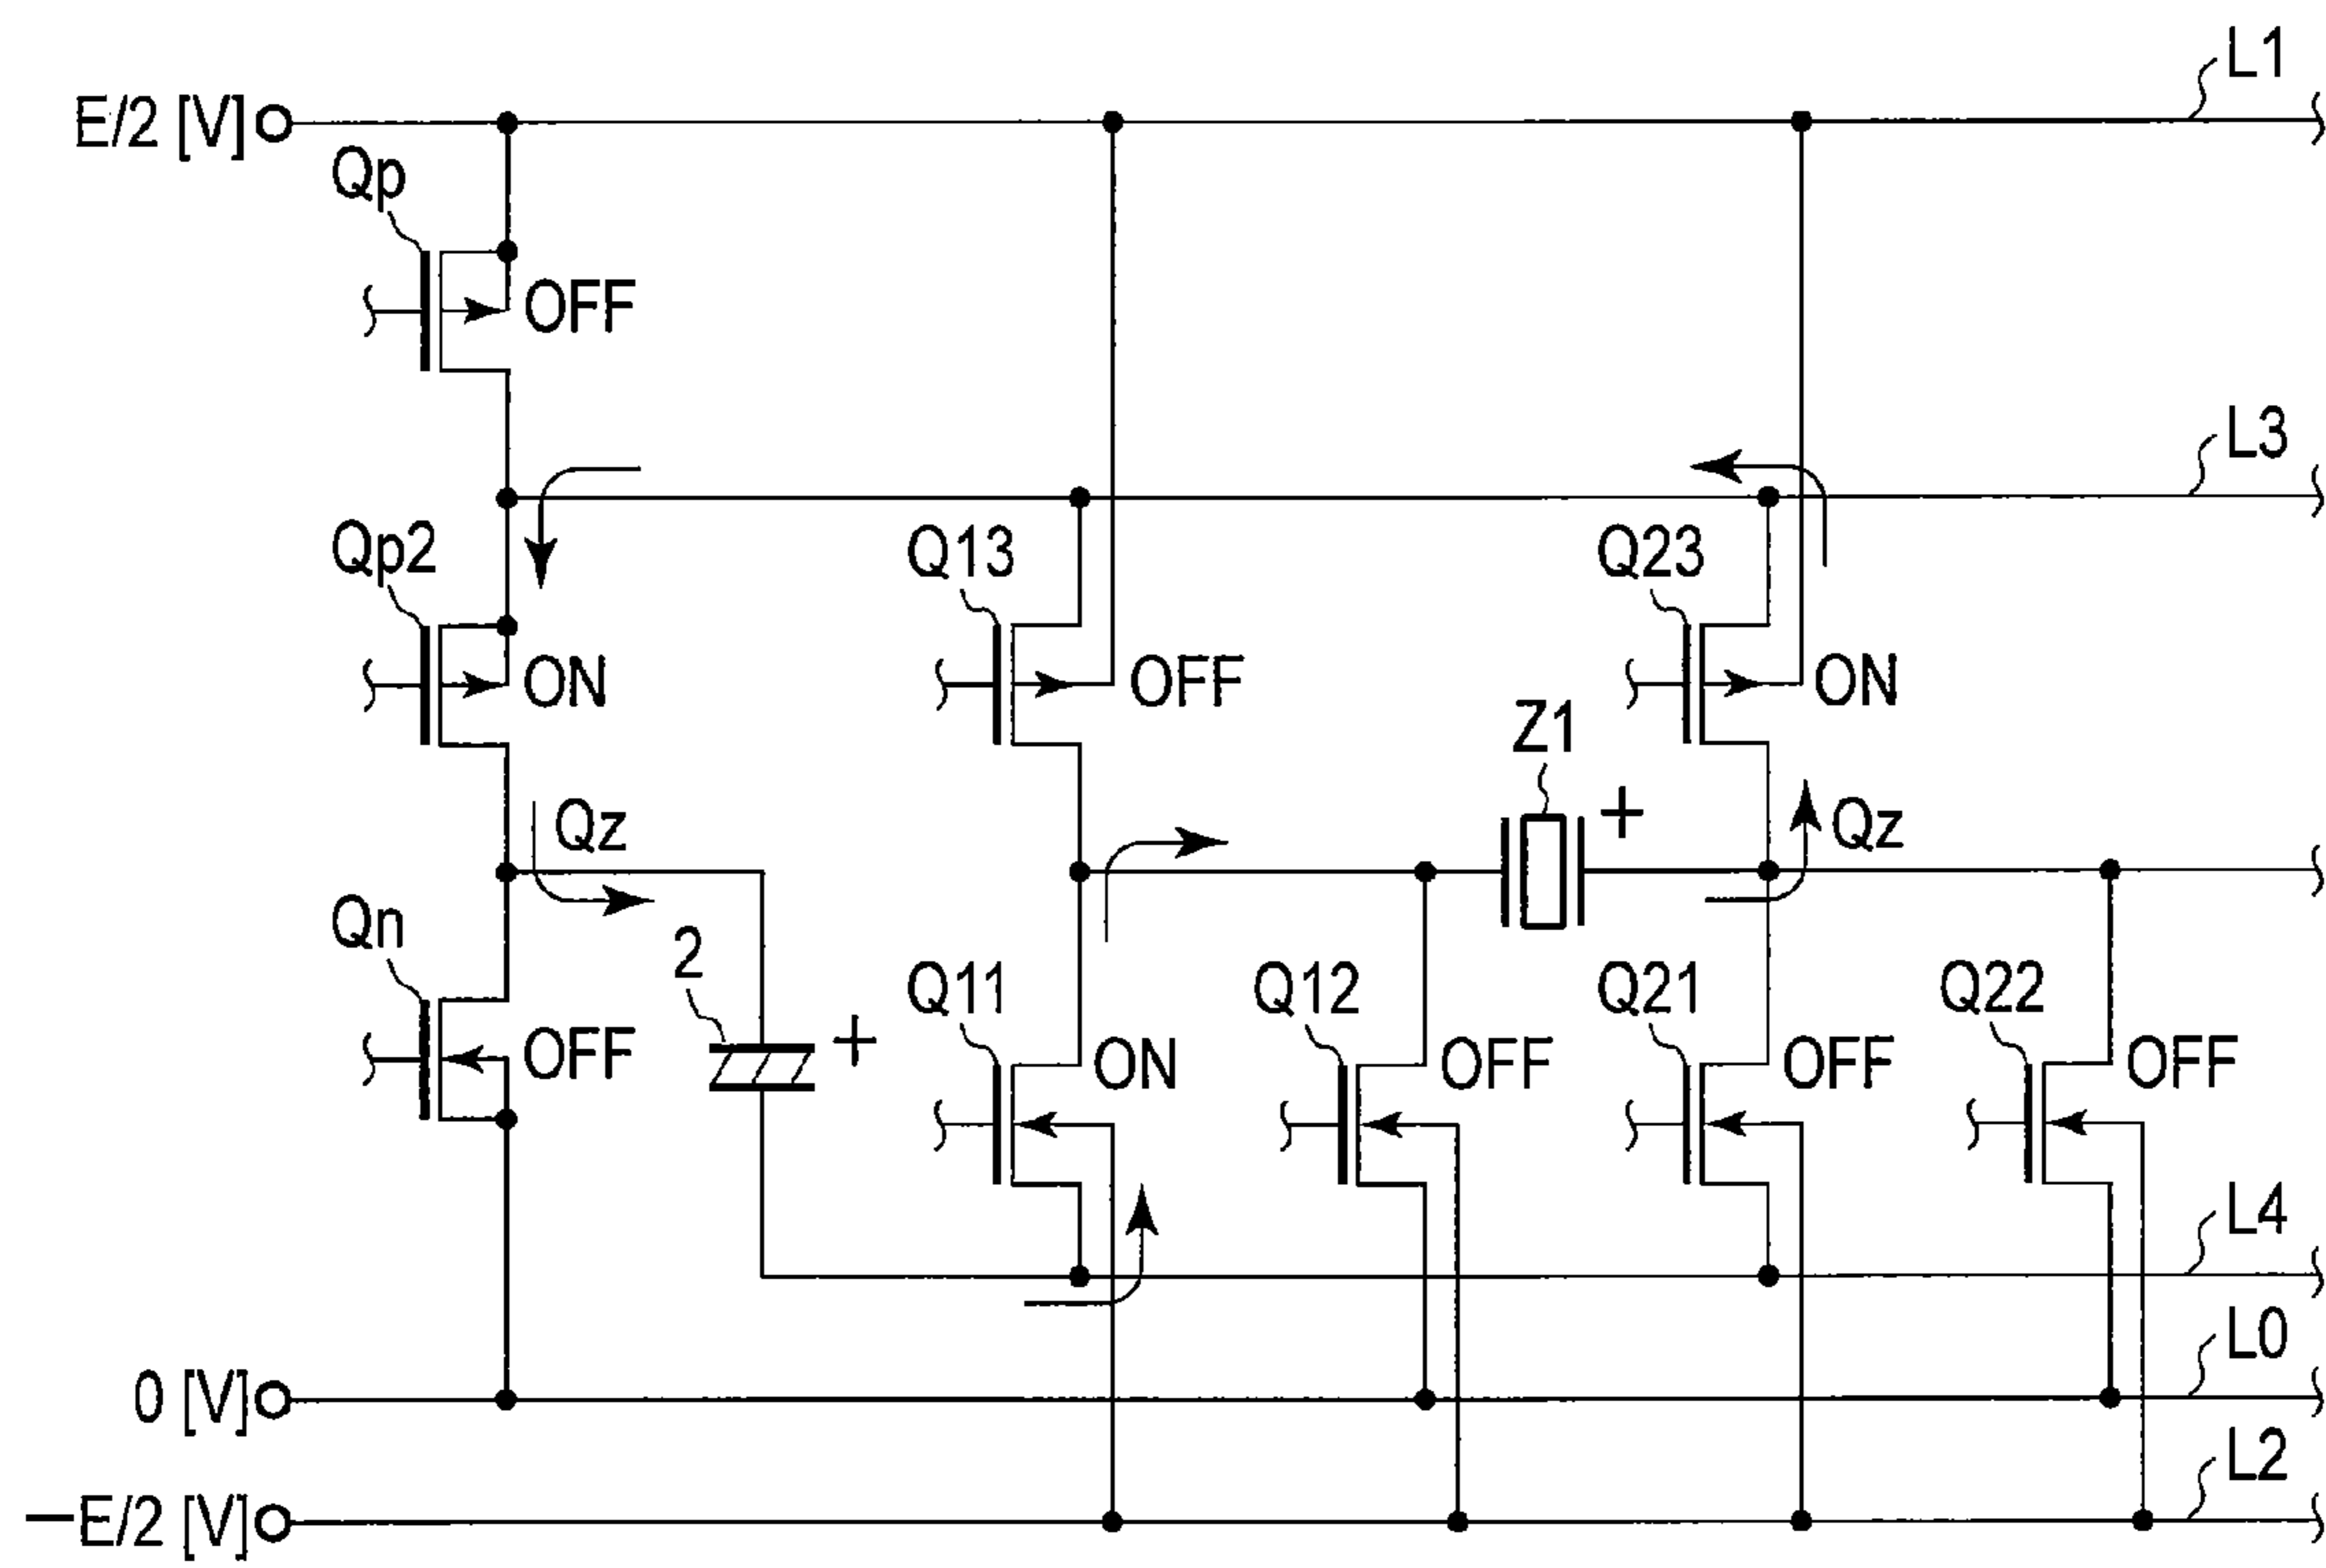 L1
E/2 [V]
Qp
OFF
L3
Qp2
Q13
Q23
ON
OFF
ON
Z1
+
Qz
Qz
Qn
2
Q11
Q12
Q21
Q22
OFF
+
ON
OFF
OFF
OFF
L4
L0
0 [V]
L2
−E/2 [V]